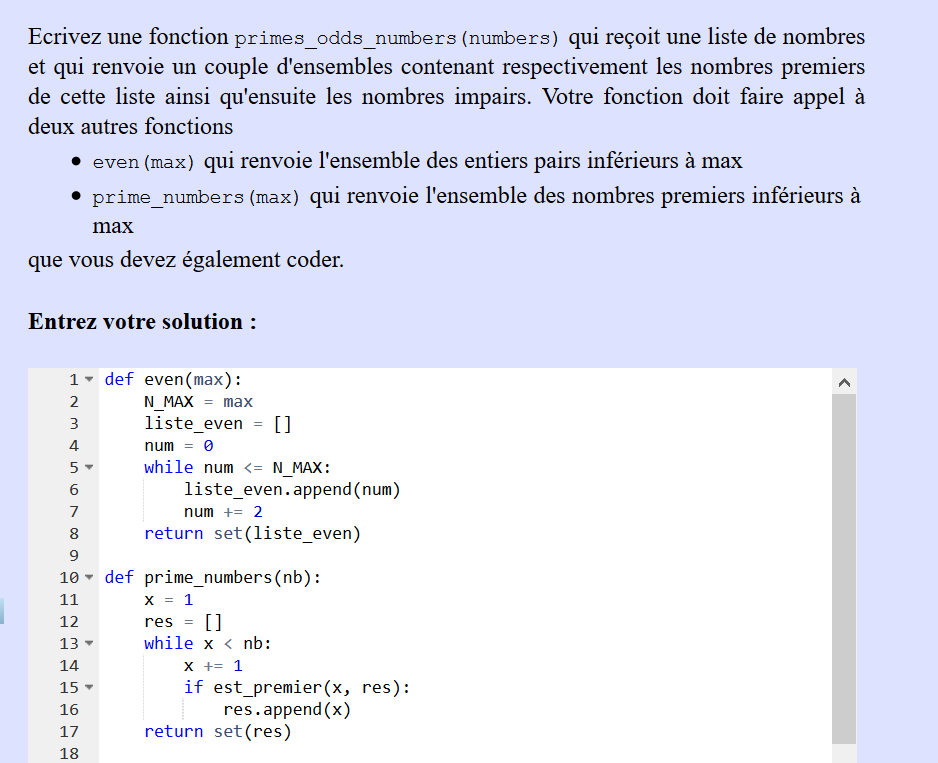 Ecrivez une fonction primes_odds_numbers(numbers) qui reçoit une liste de nombres
et qui renvoie un couple d'ensembles contenant respectivement les nombres premiers
de cette liste ainsi qu'ensuite les nombres impairs. Votre fonction doit faire appel à
deux autres fonctions
• even(max) qui renvoie l'ensemble des entiers pairs inférieurs à max
• prime_numbers(max) qui renvoie l'ensemble des nombres premiers inférieurs à
max
que vous devez également coder.
Entrez votre solution :
1 def even(max):
2     N_MAX = max
3     liste_even = []
4     num = 0
5     while num <= N_MAX:
6         liste_even.append(num)
7         num += 2
8     return set(liste_even)
9
10 def prime_numbers(nb):
11     x = 1
12     res = []
13     while x < nb:
14         x += 1
15         if est_premier(x, res):
16             res.append(x)
17     return set(res)
18